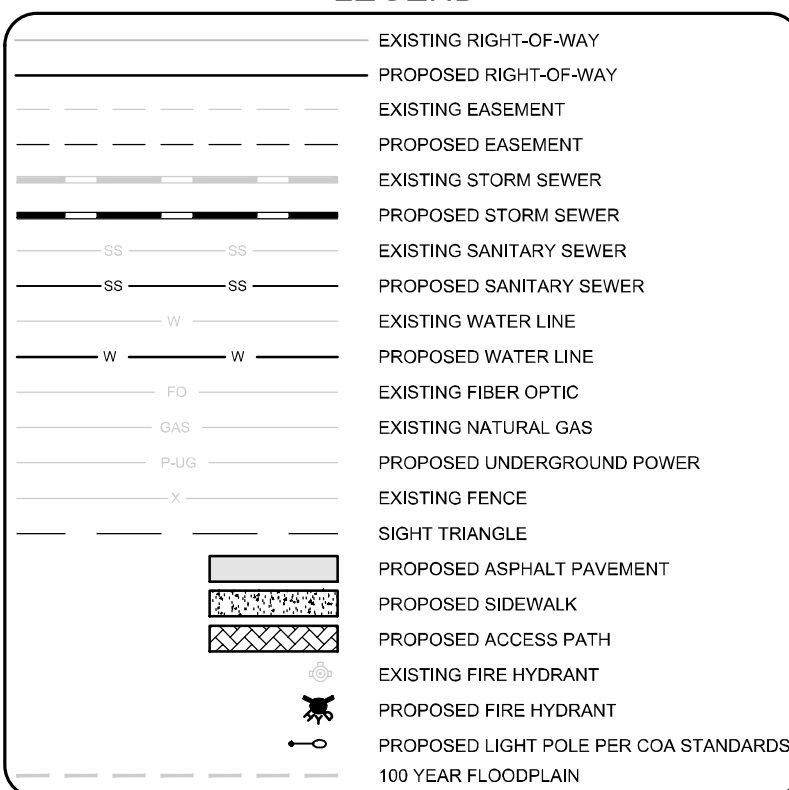 EXISTING RIGHT-OF-WAY
PROPOSED RIGHT-OF-WAY
EXISTING EASEMENT
PROPOSED EASEMENT
EXISTING STORM SEWER
PROPOSED STORM SEWER
SS SS EXISTING SANITARY SEWER
SS SS PROPOSED SANITARY SEWER
W EXISTING WATER LINE
W W PROPOSED WATER LINE
FO EXISTING FIBER OPTIC
GAS EXISTING NATURAL GAS
P-UG PROPOSED UNDERGROUND POWER
X EXISTING FENCE
SIGHT TRIANGLE
PROPOSED ASPHALT PAVEMENT
PROPOSED SIDEWALK
PROPOSED ACCESS PATH
EXISTING FIRE HYDRANT
PROPOSED FIRE HYDRANT
PROPOSED LIGHT POLE PER COA STANDARDS
100 YEAR FLOODPLAIN